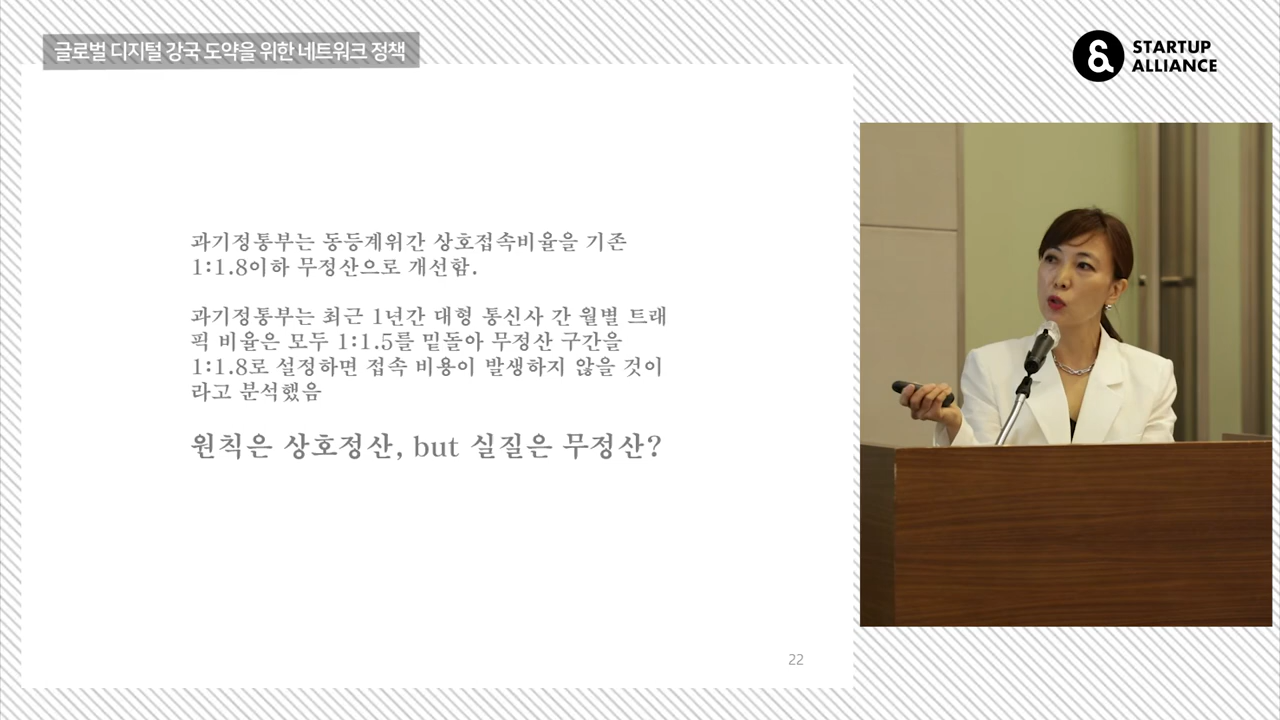 글로벌 디지털 강국 도약을 위한 네트워크 정책
STARTUP
ALLIANCE
과기정통부는 동등계위간 상호접속비율을 기존
1:1.8이하 무정산으로 개선함.
과기정통부는 최근 1년간 대형 통신사 간 월별 트래
픽 비율은 모두 1:1.5를 밑돌아 무정산 구간을
1:1.8로 설정하면 접속 비용이 발생하지 않을 것이
라고 분석했음
원칙은 상호정산, but 실질은 무정산?
22